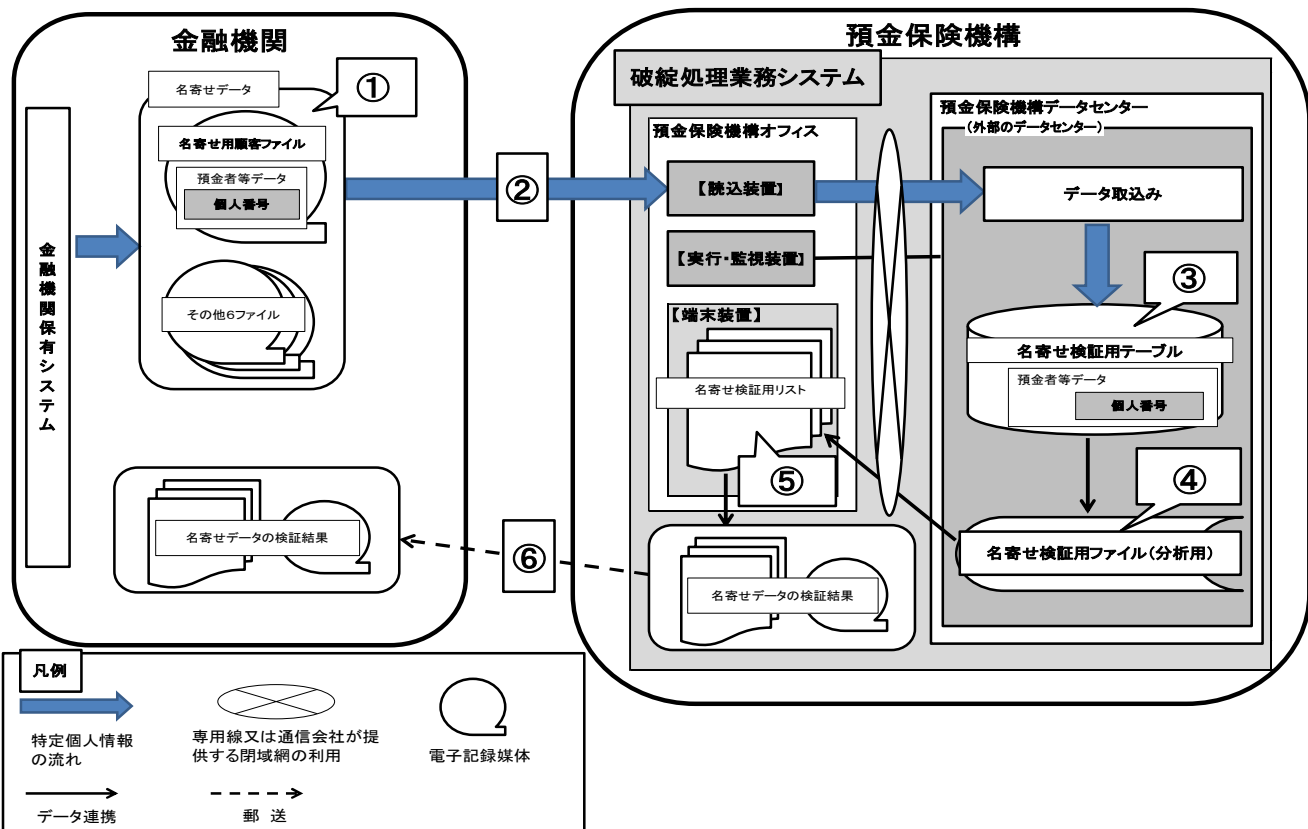 金融機関
名寄せデータ
①
名寄せ用顧客ファイル
預金者等データ
個人番号
その他6ファイル
金融機関保有システム
名寄せデータの検証結果
②
⑥
預金保険機構
破綻処理業務システム
預金保険機構オフィス
【読込装置】
【実行・監視装置】
【端末装置】
名寄せ検証用リスト
⑤
名寄せデータの検証結果
預金保険機構データセンター
(外部のデータセンター)
データ取込み
③
名寄せ検証用テーブル
預金者等データ
個人番号
④
名寄せ検証用ファイル(分析用)
凡例
特定個人情報
の流れ
専用線又は通信会社が提
供する閉域網の利用
電子記録媒体
データ連携
郵 送